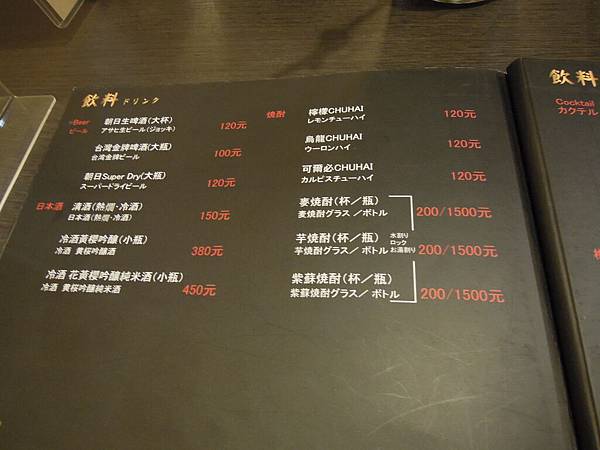 飲料 ドリンク
Beer 朝日生啤酒(大杯) 120元
ビール アサヒ生ビール(ジョッキ)
台灣金牌啤酒(大瓶) 100元
台湾金牌ビール
朝日Super Dry(大瓶) 120元
スーパードライビール
日本酒 清酒(熱燗·冷酒) 150元
日本酒(熱燗·冷酒)
冷酒黃櫻吟釀(小瓶) 380元
冷酒 黄桜吟醸酒
冷酒 花黃櫻吟釀純米酒(小瓶) 450元
冷酒 黄桜吟醸純米酒
燒酎 檸檬CHUHAI 120元
レモンチューハイ
烏龍CHUHAI 120元
ウーロンハイ
可爾必CHUHAI 120元
カルピスチューハイ
麥燒酎(杯／瓶) 200/1500元
麦焼酎グラス／ボトル
芋燒酎(杯／瓶) 200/1500元
芋焼酎グラス／ボトル
水割り
ロック
お湯割り
紫蘇燒酎(杯／瓶) 200/1500元
紫蘇焼酎グラス／ボトル
飲料
Cocktail
カクテル